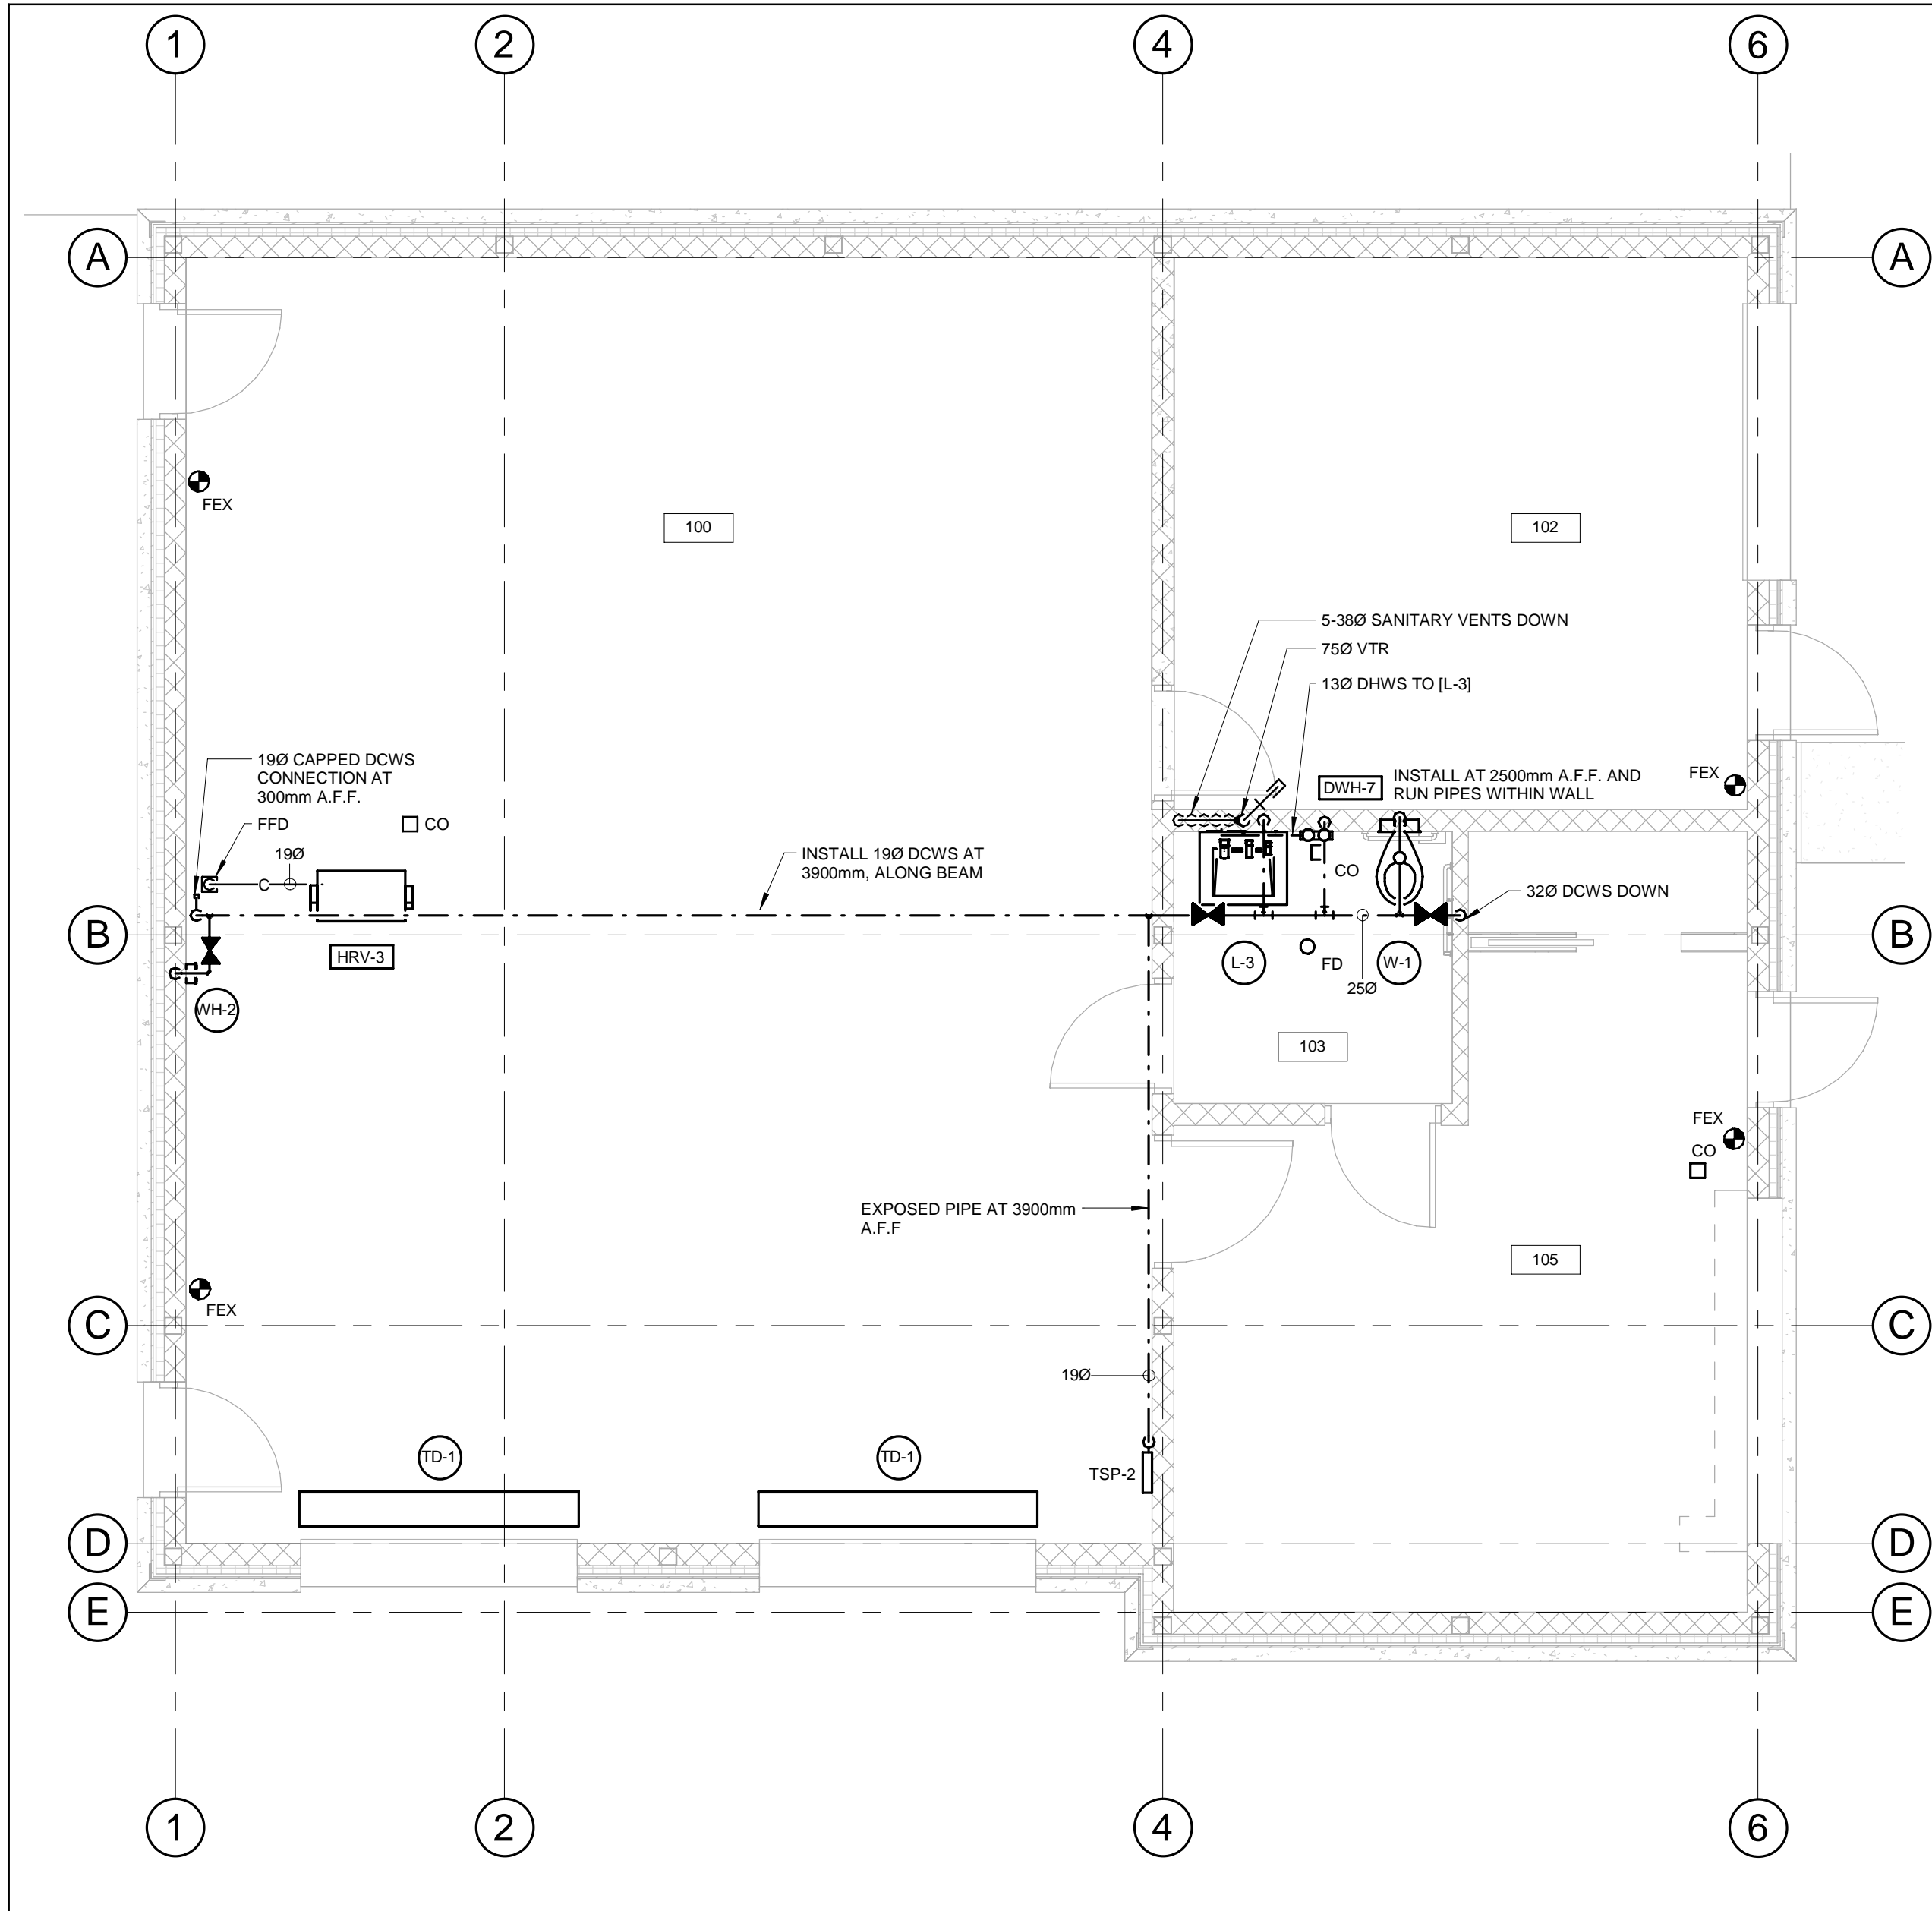 1
2
4
6
A
A
FEX
100
102
5-38Ø SANITARY VENTS DOWN
75Ø VTR
13Ø DHWS TO [L-3]
19Ø CAPPED DCWS
CONNECTION AT
300mm A.F.F.
FFD
CO
19Ø
C
HRV-3
INSTALL 19Ø DCWS AT
3900mm, ALONG BEAM
DWH-7
INSTALL AT 2500mm A.F.F. AND
RUN PIPES WITHIN WALL
FEX
CO
32Ø DCWS DOWN
B
B
L-3
FD
W-1
25Ø
WH-2
103
FEX
CO
EXPOSED PIPE AT 3900mm
A.F.F
105
FEX
C
C
19Ø
TD-1
TD-1
TSP-2
D
D
E
E
1
2
4
6